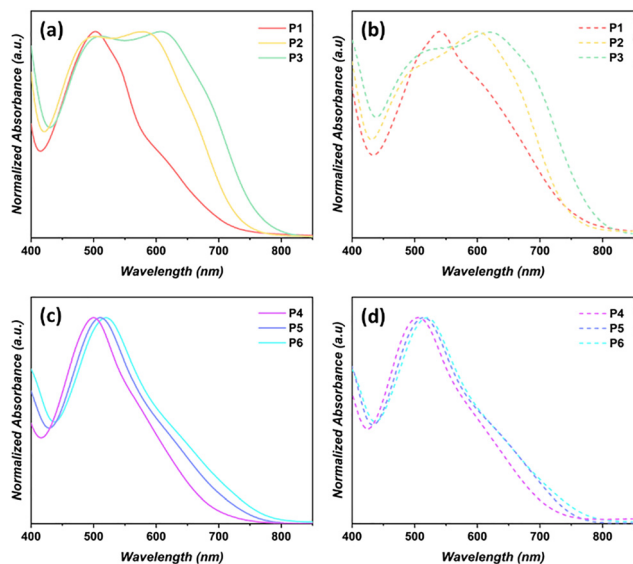 (a)
P1
P2
P3
Normalized Absorbance (a.u.)
400 500 600 700 800
Wavelength (nm)
(b)
P1
P2
P3
Normalized Absorbance (a.u)
400 500 600 700 800
Wavelength (nm)
(c)
P4
P5
P6
Normalized Absorbance (a.u.)
400 500 600 700 800
Wavelength (nm)
(d)
P4
P5
P6
Normalized Absorbance (a.u)
400 500 600 700 800
Wavelength (nm)